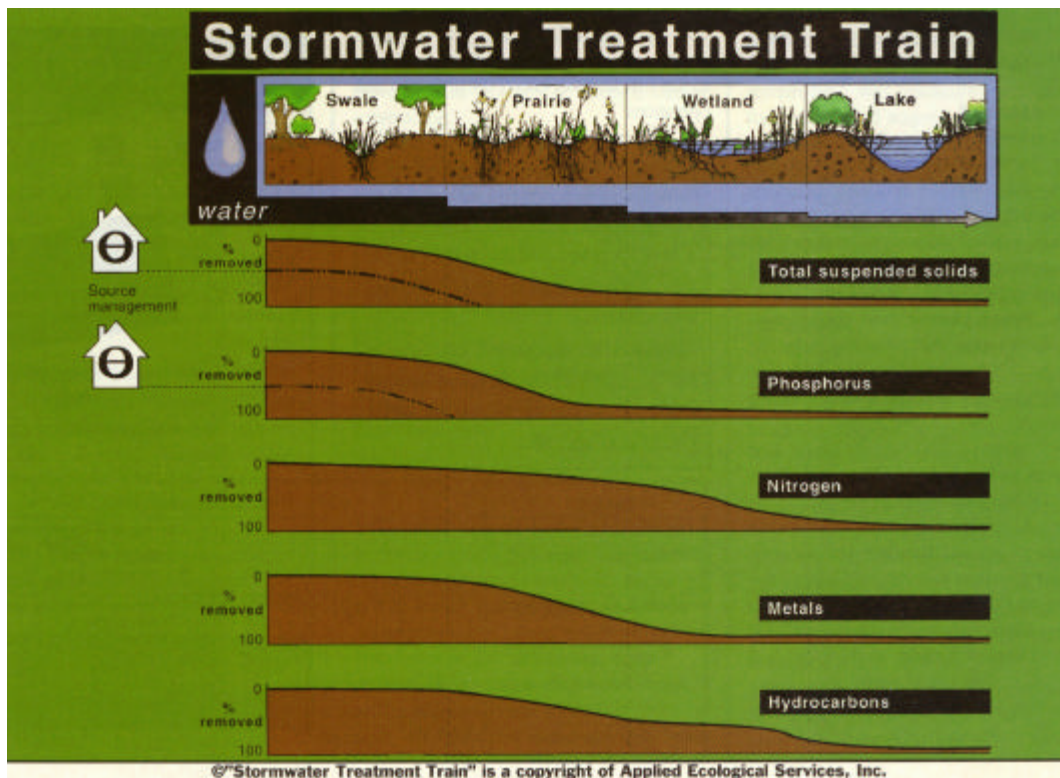 Stormwater Treatment Train
Swale Prairie Wetland Lake
water
0
%
removed
100
Total suspended solids
Source
management
0
%
removed
100
Phosphorus
0
%
removed
100
Nitrogen
0
%
removed
100
Metals
0
%
removed
100
Hydrocarbons
©"Stormwater Treatment Train" is a copyright of Applied Ecological Services, Inc.